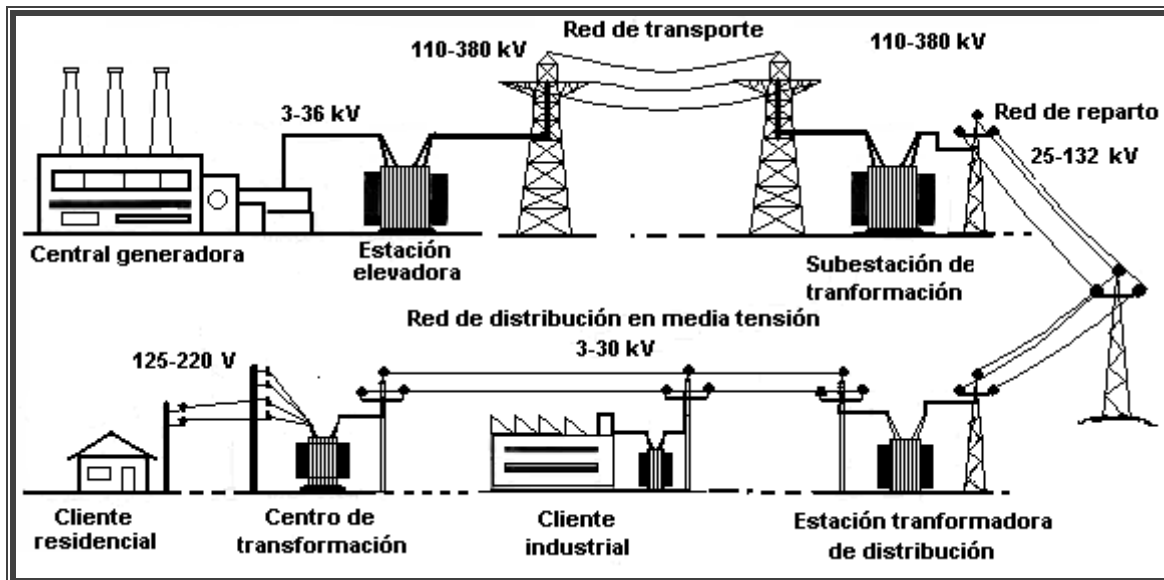 Red de transporte
110-380 kV
110-380 kV
3-36 kV
Red de reparto
25-132 kV
Central generadora
Estación
elevadora
Subestación de
tranformación
Red de distribución en media tensión
3-30 kV
125-220 V
Cliente
residencial
Centro de
transformación
Cliente
industrial
Estación tranformadora
de distribución